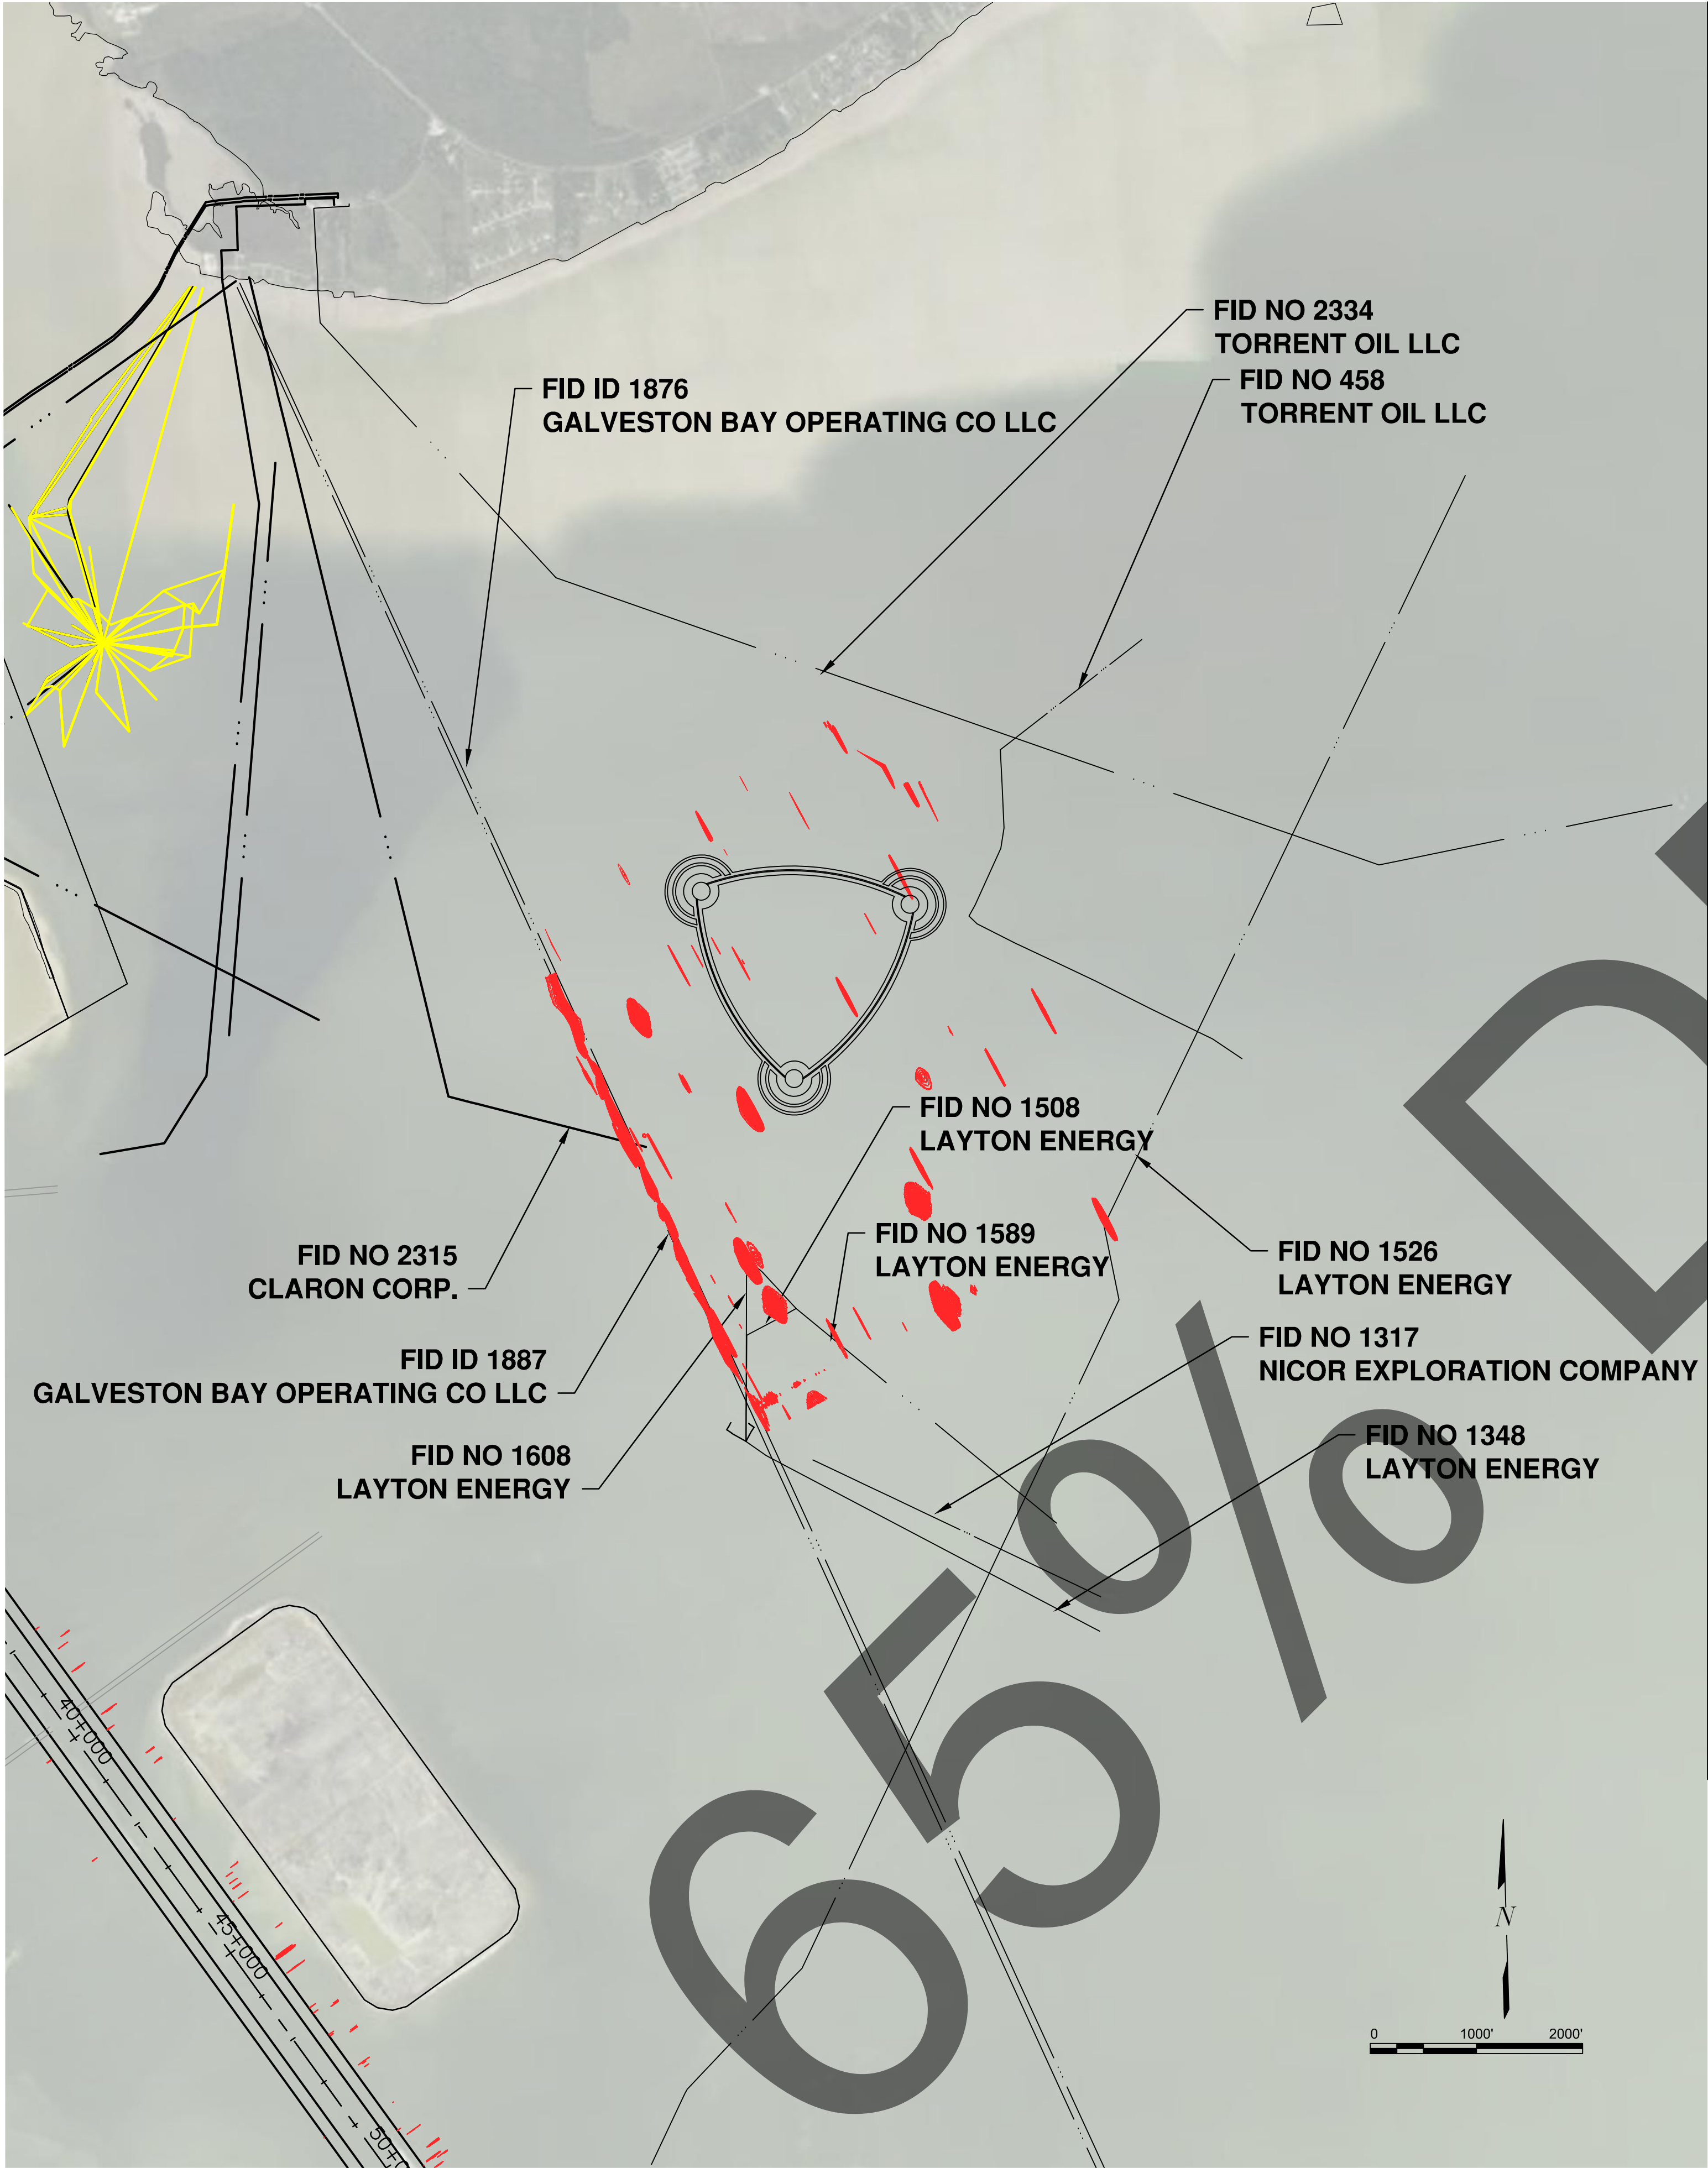 FID NO 2334
TORRENT OIL LLC
FID NO 458
TORRENT OIL LLC
FID ID 1876
GALVESTON BAY OPERATING CO LLC
FID NO 1508
LAYTON ENERGY
FID NO 1589
LAYTON ENERGY
FID NO 2315
CLARON CORP.
FID NO 1526
LAYTON ENERGY
FID NO 1317
NICOR EXPLORATION COMPANY
FID ID 1887
GALVESTON BAY OPERATING CO LLC
FID NO 1348
LAYTON ENERGY
FID NO 1608
LAYTON ENERGY
40+000
45+000
N
0 1000' 2000'
65% D